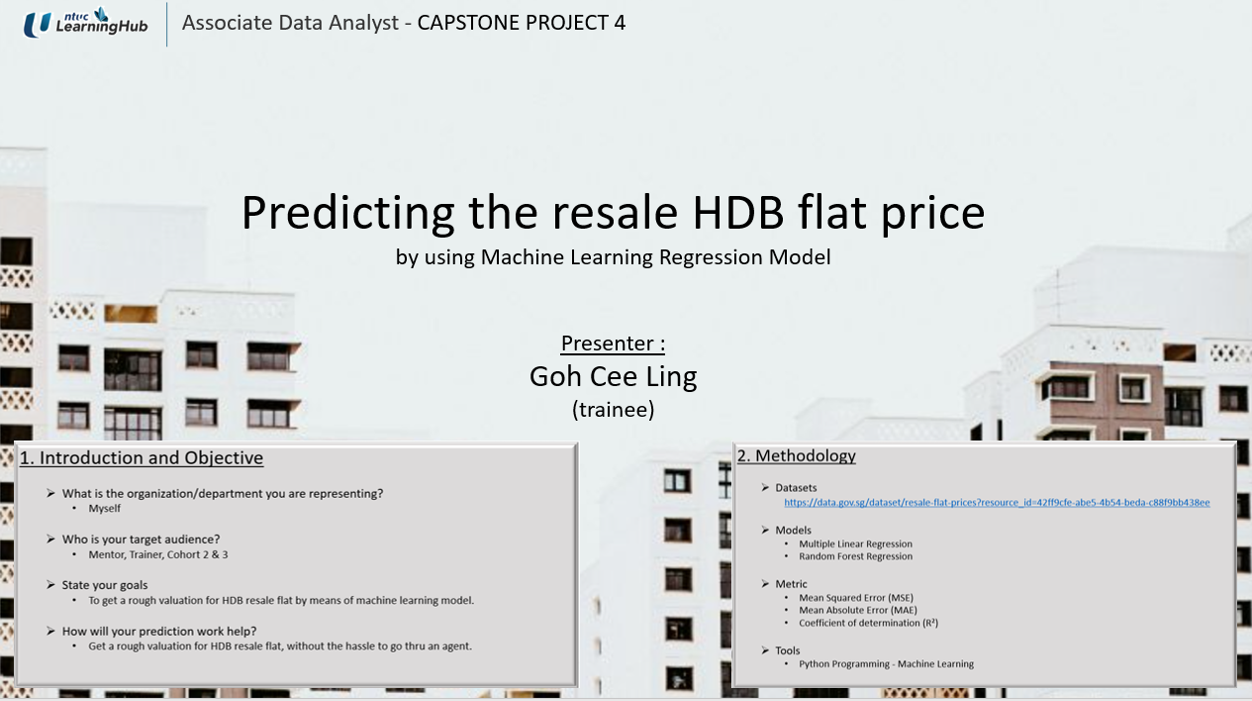 ntuc
LearningHub
Associate Data Analyst - CAPSTONE PROJECT 4
Predicting the resale HDB flat price
by using Machine Learning Regression Model
Presenter :
Goh Cee Ling
(trainee)
1. Introduction and Objective
➤ What is the organization/department you are representing?
• Myself
➤ Who is your target audience?
• Mentor, Trainer, Cohort 2 & 3
➤ State your goals
• To get a rough valuation for HDB resale flat by means of machine learning model.
➤ How will your prediction work help?
• Get a rough valuation for HDB resale flat, without the hassle to go thru an agent.
2. Methodology
➤ Datasets
https://data.gov.sg/dataset/resale-flat-prices?resource_id=42ff9cfe-abe5-4b54-beda-c88f9bb438ee
➤ Models
• Multiple Linear Regression
• Random Forest Regression
➤ Metric
• Mean Squared Error (MSE)
• Mean Absolute Error (MAE)
• Coefficient of determination (R²)
➤ Tools
• Python Programming - Machine Learning